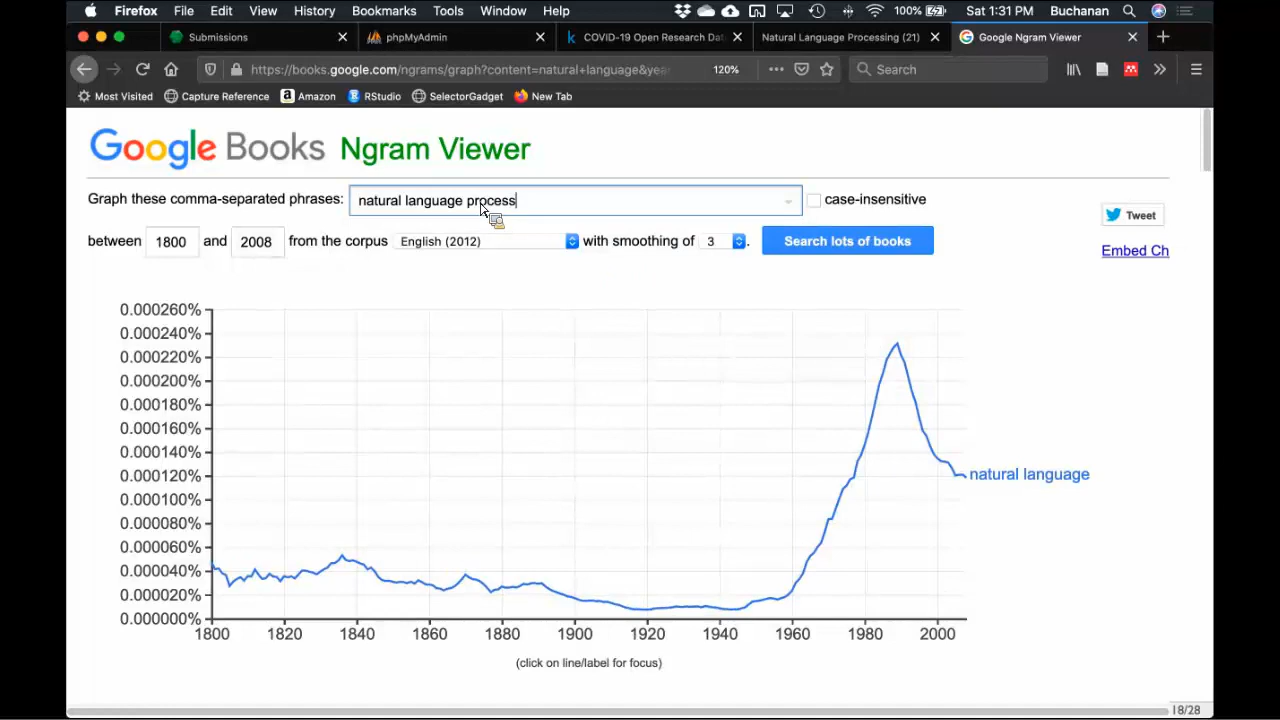 Firefox File Edit View History Bookmarks Tools Window Help 100% Sat 1:31 PM Buchanan
Submissions phpMyAdmin COVID-19 Open Research Dat Natural Language Processing (21) Google Ngram Viewer
https://books.google.com/ngrams/graph?content=natural+language&yea 120% Search
Most Visited Capture Reference Amazon RStudio SelectorGadget New Tab
Google Books Ngram Viewer
Graph these comma-separated phrases: natural language process case-insensitive
Tweet
between 1800 and 2008 from the corpus English (2012) with smoothing of 3 . Search lots of books
Embed Ch
0.000260%
0.000240%
0.000220%
0.000200%
0.000180%
0.000160%
0.000140%
0.000120% natural language
0.000100%
0.000080%
0.000060%
0.000040%
0.000020%
0.000000%
1800 1820 1840 1860 1880 1900 1920 1940 1960 1980 2000
(click on line/label for focus)
18/28